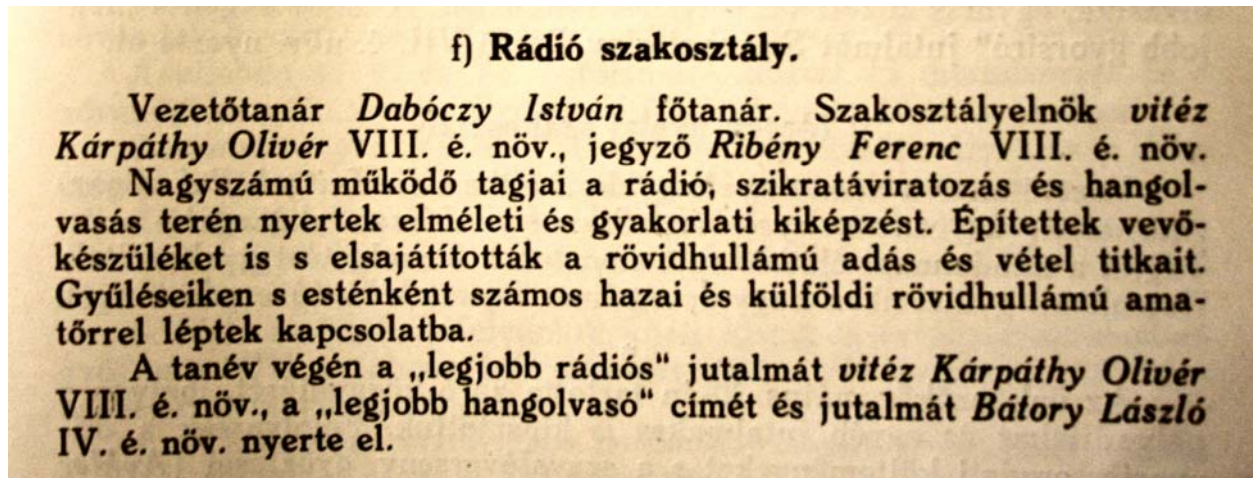 f) Rádió szakosztály.
Vezetőtanár Dabóczy István főtanár. Szakosztályelnök vitéz
Kárpáthy Olivér VIII. é. növ., jegyző Ribény Ferenc VIII. é. növ.
Nagyszámú működő tagjai a rádió, szikratáviratozás és hangol-
vasás terén nyertek elméleti és gyakorlati kiképzést. Építettek vevő-
készüléket is s elsajátították a rövidhullámú adás és vétel titkait.
Gyűléseiken s esténként számos hazai és külföldi rövidhullámú ama-
tőrrel léptek kapcsolatba.
A tanév végén a „legjobb rádiós“ jutalmát vitéz Kárpáthy Olivér
VIII. é. növ., a „legjobb hangolvasó“ címét és jutalmát Bátory László
IV. é. növ. nyerte el.